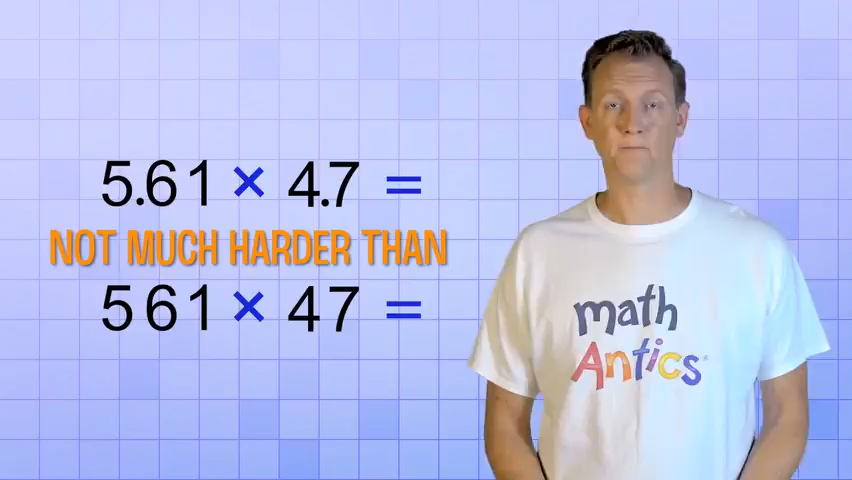 5.61 × 4.7 =
NOT MUCH HARDER THAN
561 × 47 =
math
Antics